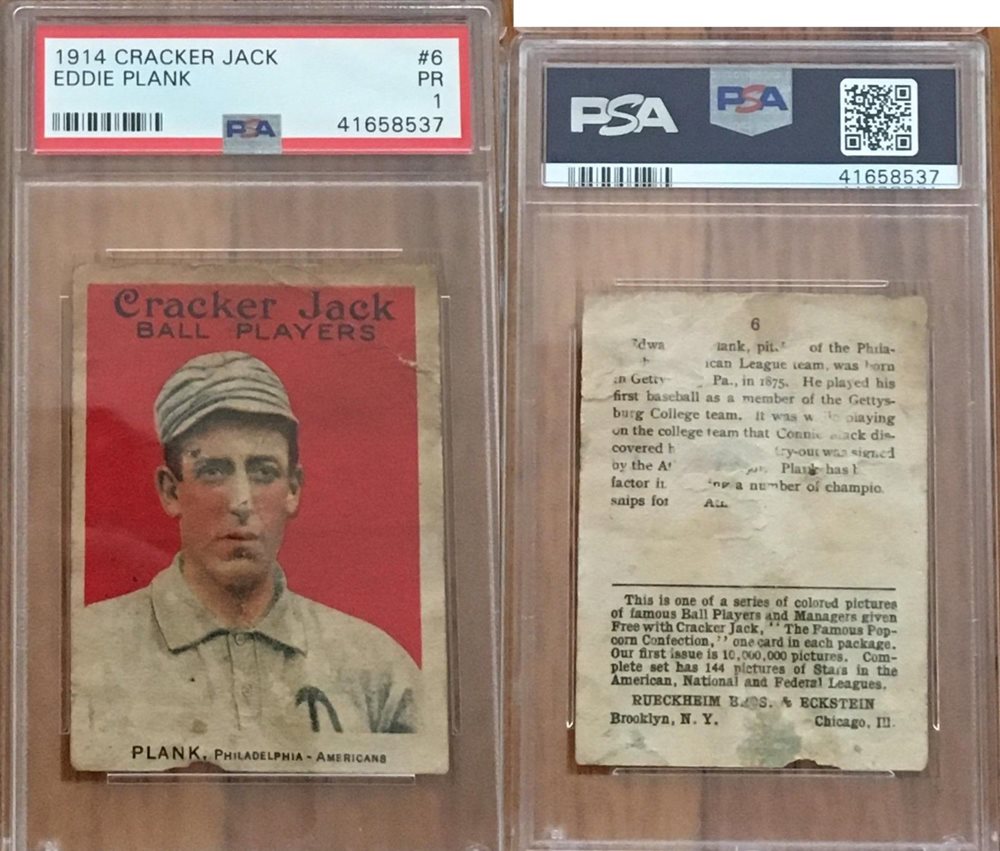 1914 CRACKER JACK #6
EDDIE PLANK PR
1
PSA 41658537
Cracker Jack
BALL PLAYERS
PLANK, PHILADELPHIA - AMERICANS
PSA PSA
41658537
6
of the Phila-
ican League team, was born
in Getty Pa., in 1875. He played his
first baseball as a member of the Gettys-
burg College team. It was playing
on the college team that Connie dis-
covered try-out was signed
by the Plank has
factor a number of champio
ships for
This is one of a series of colored pictures
of famous Ball Players and Managers given
Free with Cracker Jack, "The Famous Pop-
corn Confection," one card in each package.
Our first issue is 10,000,000 pictures. Com-
plete set has 144 pictures of Stars in the
American, National and Federal Leagues.
RUECKHEIM BROS. & ECKSTEIN
Brooklyn, N. Y. Chicago, Ill.